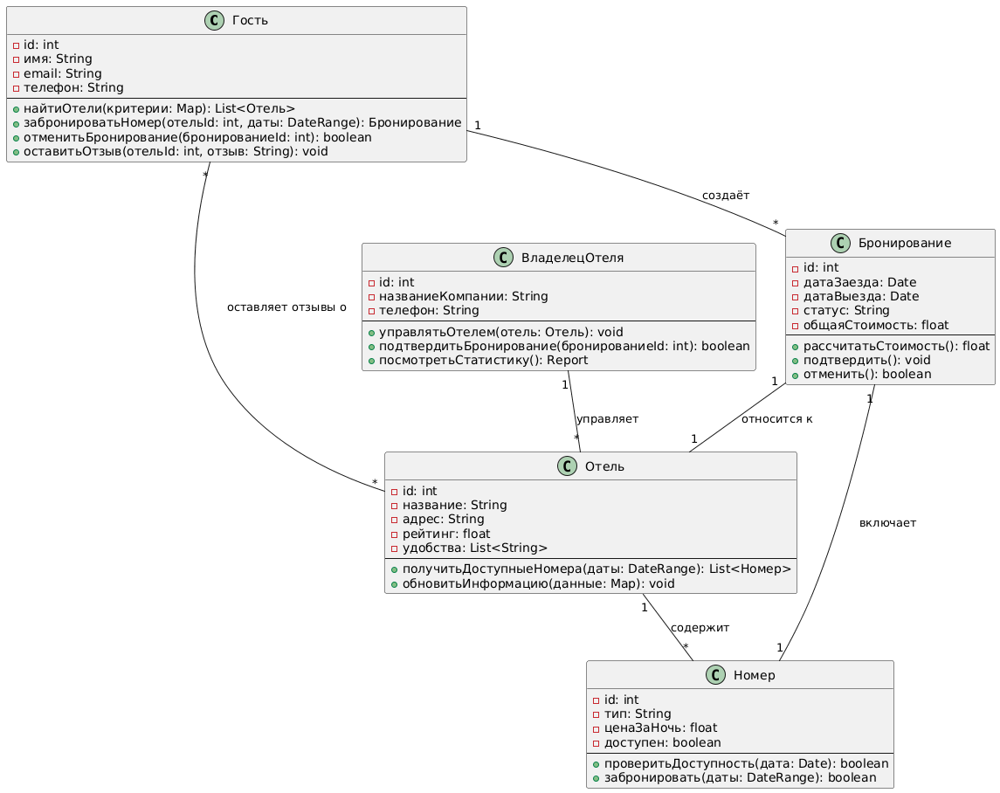 C Гость
id: int
имя: String
email: String
телефон: String
найтиОтели(критерии: Map): List<Отель>
забронироватьНомер(отельId: int, даты: DateRange): Бронирование
отменитьБронирование(бронированиеId: int): boolean
оставитьОтзыв(отельId: int, отзыв: String): void
1
*
создаёт
*
C Бронирование
id: int
датаЗаезда: Date
датаВыезда: Date
статус: String
общаяСтоимость: float
рассчитатьСтоимость(): float
подтвердить(): void
отменить(): boolean
C ВладелецОтеля
id: int
названиеКомпании: String
телефон: String
управлятьОтелем(отель: Отель): void
подтвердитьБронирование(бронированиеId: int): boolean
посмотретьСтатистику(): Report
оставляет отзывы о
1
1
1
управляет
относится к
*
1
*
C Отель
id: int
название: String
адрес: String
рейтинг: float
удобства: List<String>
получитьДоступныеНомера(даты: DateRange): List<Номер>
обновитьИнформацию(данные: Map): void
включает
1
содержит
*
1
C Номер
id: int
тип: String
ценаЗаНочь: float
доступен: boolean
проверитьДоступность(дата: Date): boolean
забронировать(даты: DateRange): boolean